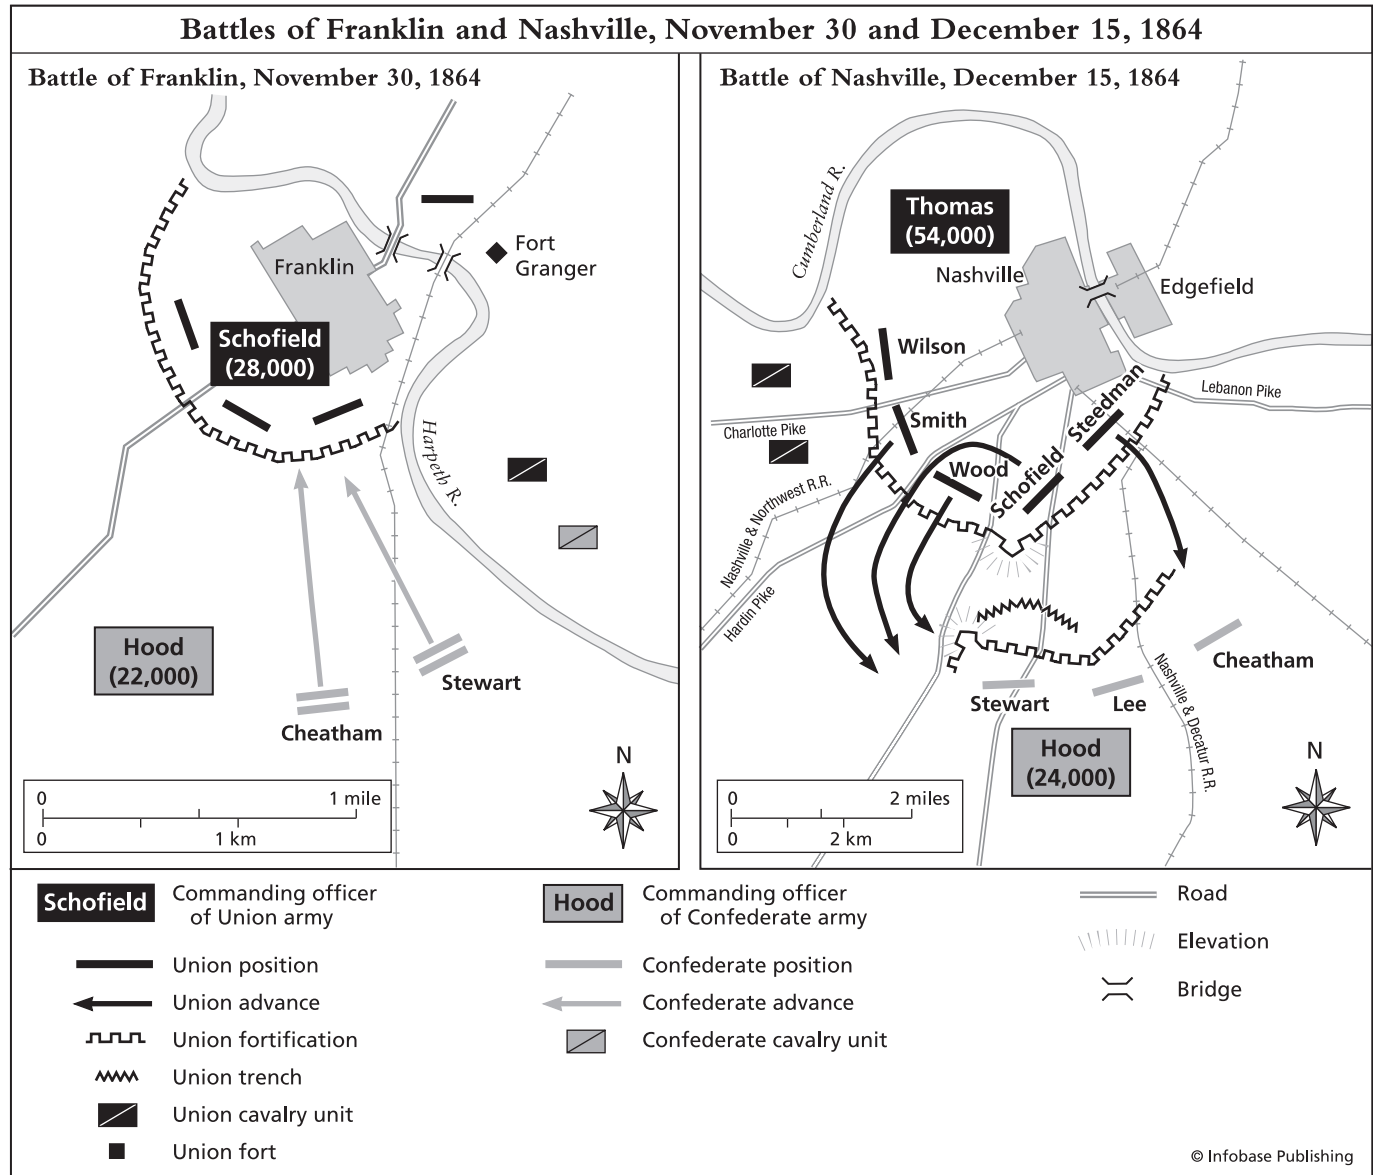 Battles of Franklin and Nashville, November 30 and December 15, 1864
Battle of Franklin, November 30, 1864
Franklin
Fort
Granger
Schofield
(28,000)
Harpeth R.
Hood
(22,000)
Stewart
Cheatham
N
0
1 mile
0
1 km
Battle of Nashville, December 15, 1864
Cumberland R.
Thomas
(54,000)
Nashville
Edgefield
Wilson
Lebanon Pike
Steedman
Charlotte Pike
Smith
Wood
Schofield
Nashville & Northwest R.R.
Hardin Pike
Cheatham
Nashville & Decatur R.R.
Stewart
Lee
Hood
(24,000)
N
0
2 miles
0
2 km
Schofield
Commanding officer
of Union army
Union position
Union advance
Union fortification
Union trench
Union cavalry unit
Union fort
Hood
Commanding officer
of Confederate army
Confederate position
Confederate advance
Confederate cavalry unit
Road
Elevation
Bridge
© Infobase Publishing